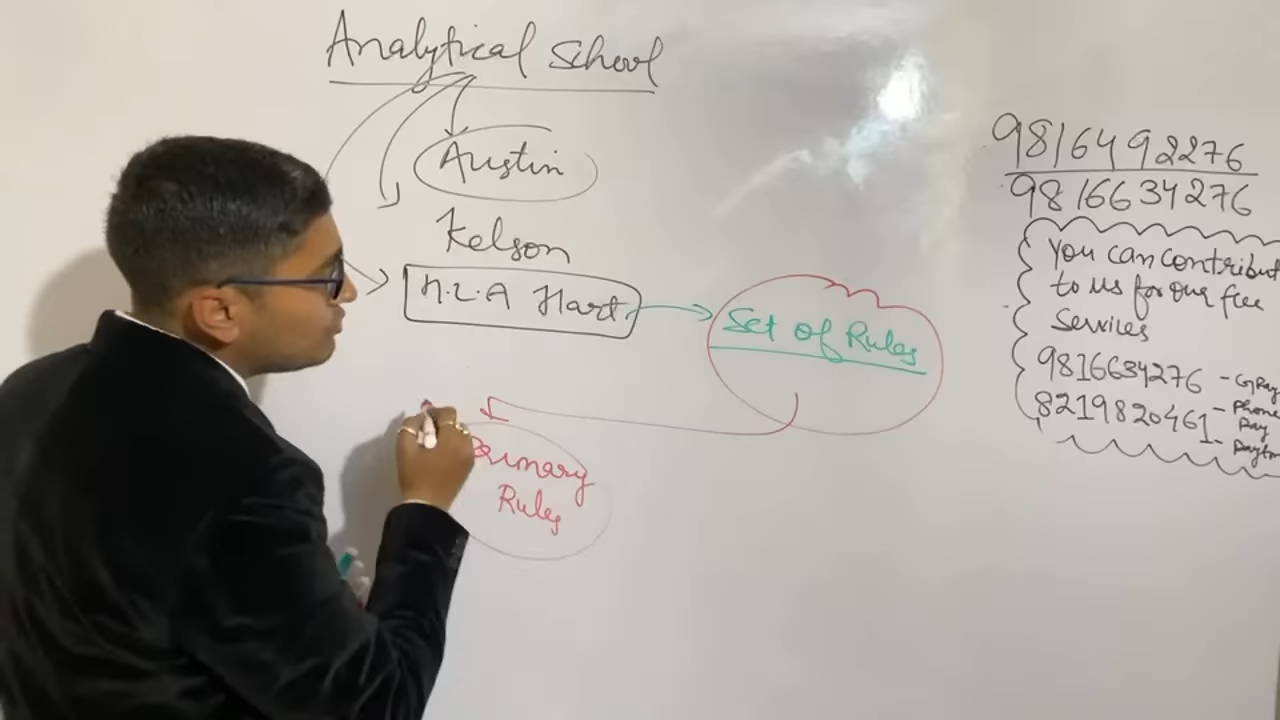 Analytical School
Austin
Kelson
H.L.A Hart
Set of Rules
Primary
Rules
9816492276
9816634276
You can contribut
to us for our free
Services
9816634276 - G Pay
8219820461 - Phone
Pay
- Paytm